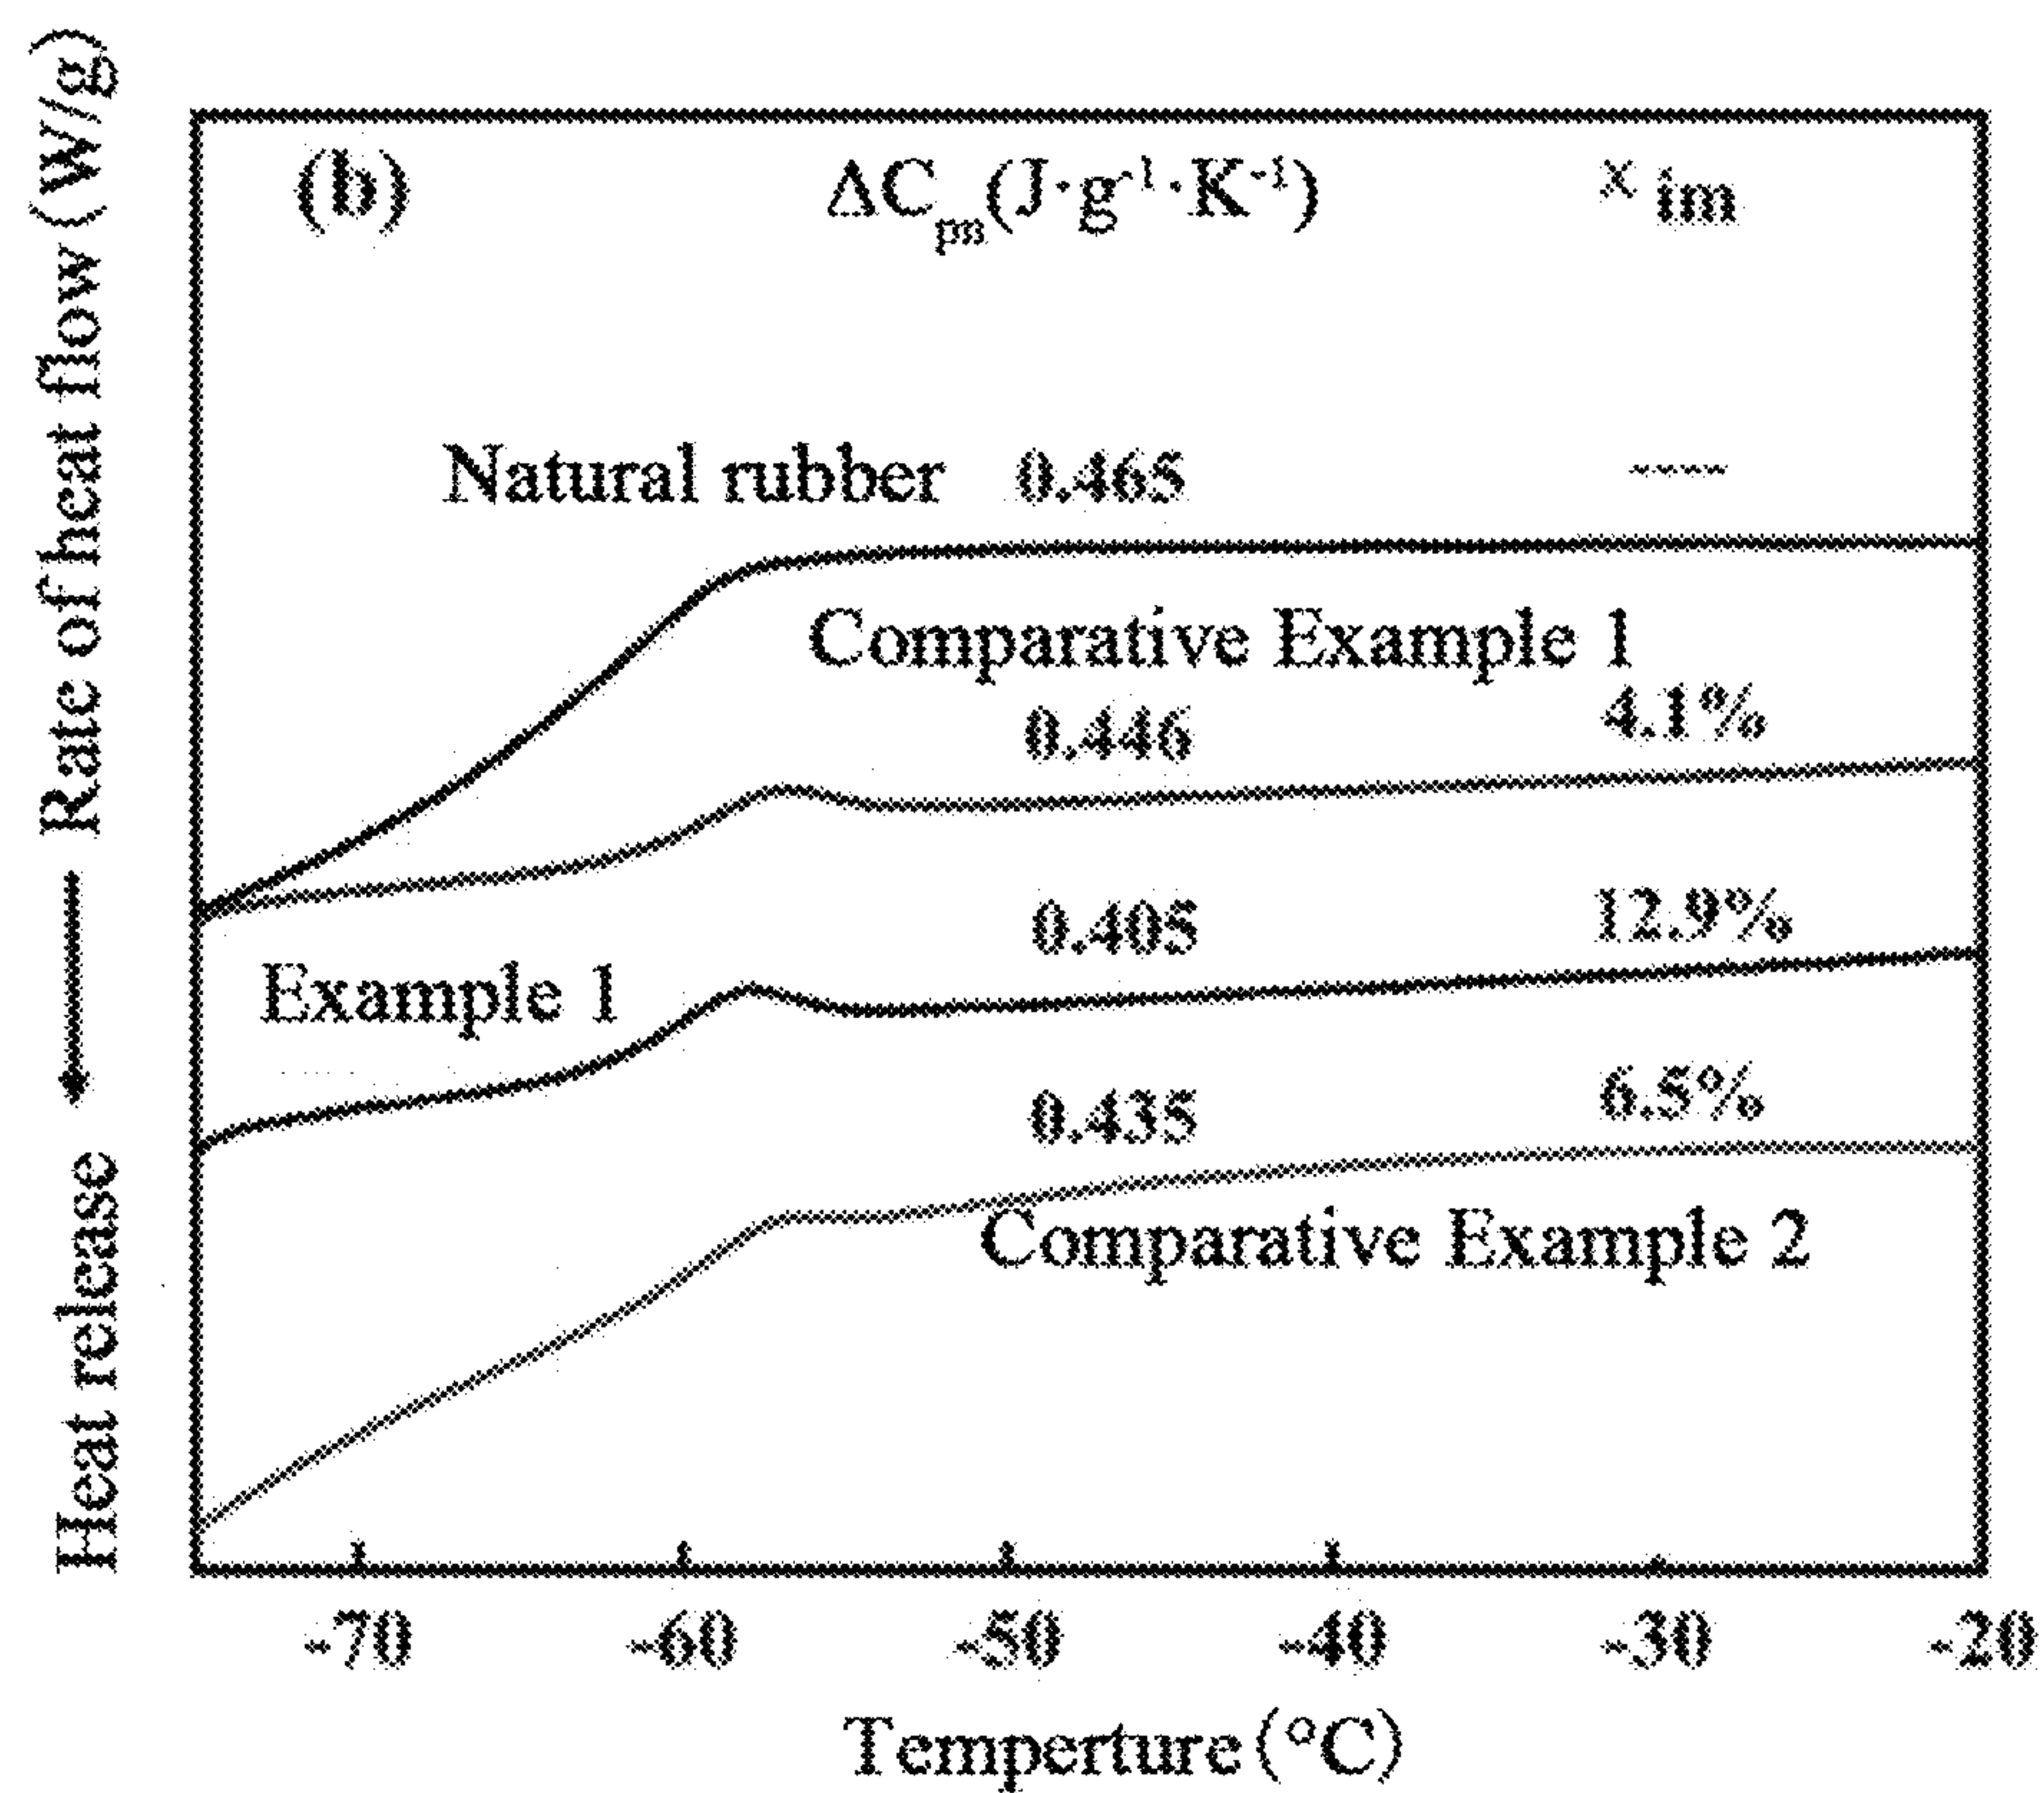 Rate of heat flow (W/g)
Heat release
(b) ΔCpm(J·g-1·K-1) xim
Natural rubber 0.465 ----
Comparative Example 1
0.446 4.1%
0.405 12.9%
Example 1
0.435 6.5%
Comparative Example 2
-70 -60 -50 -40 -30 -20
Temperture (°C)